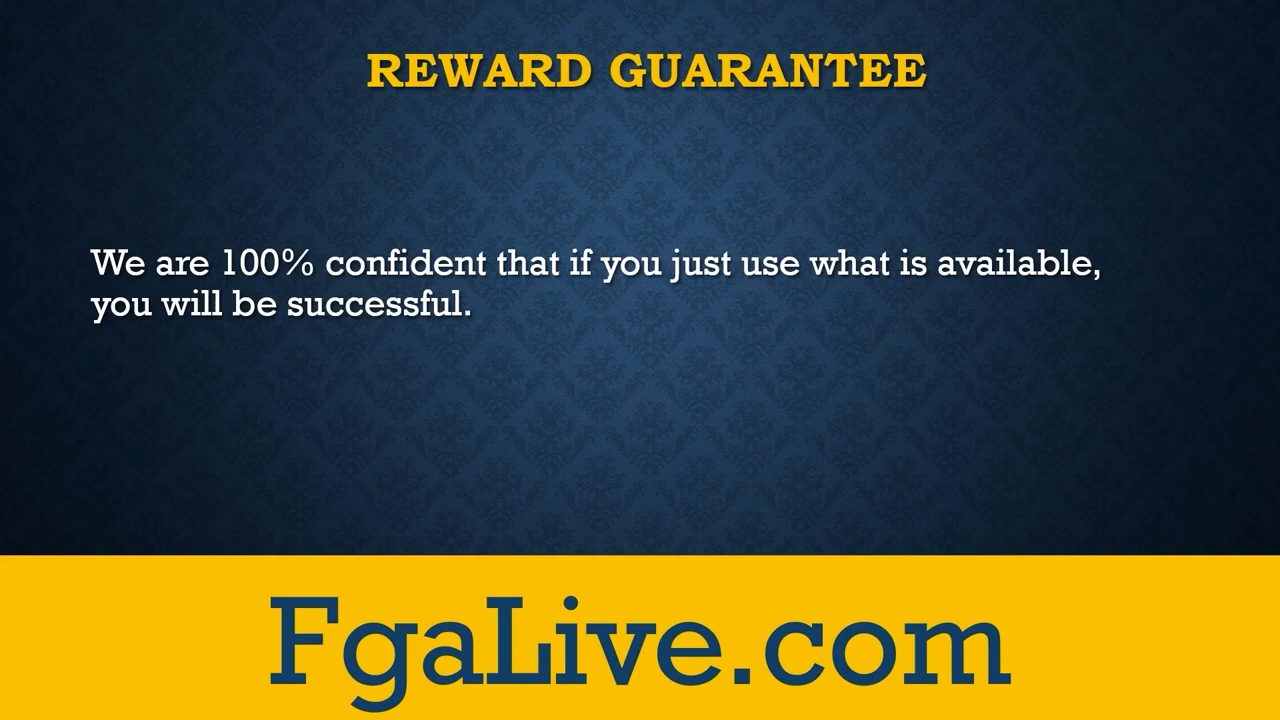 REWARD GUARANTEE
We are 100% confident that if you just use what is available,
you will be successful.
FgaLive.com